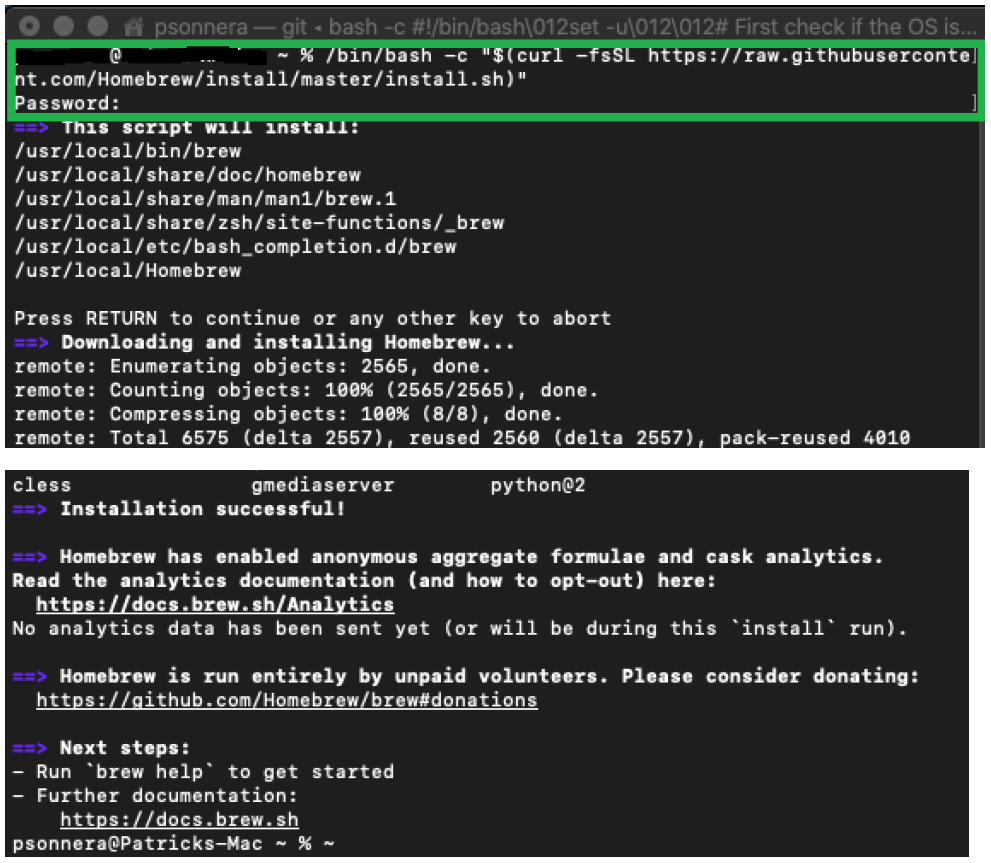 psonnera — git ◂ bash -c #!/bin/bash\012set -u\012\012# First check if the OS is...
@ ~ % /bin/bash -c "$(curl -fsSL https://raw.githubuserconte
nt.com/Homebrew/install/master/install.sh)"
Password:
==> This script will install:
/usr/local/bin/brew
/usr/local/share/doc/homebrew
/usr/local/share/man/man1/brew.1
/usr/local/share/zsh/site-functions/_brew
/usr/local/etc/bash_completion.d/brew
/usr/local/Homebrew
Press RETURN to continue or any other key to abort
==> Downloading and installing Homebrew...
remote: Enumerating objects: 2565, done.
remote: Counting objects: 100% (2565/2565), done.
remote: Compressing objects: 100% (8/8), done.
remote: Total 6575 (delta 2557), reused 2560 (delta 2557), pack-reused 4010
cless gmediaserver python@2
==> Installation successful!
==> Homebrew has enabled anonymous aggregate formulae and cask analytics.
Read the analytics documentation (and how to opt-out) here:
https://docs.brew.sh/Analytics
No analytics data has been sent yet (or will be during this `install` run).
==> Homebrew is run entirely by unpaid volunteers. Please consider donating:
https://github.com/Homebrew/brew#donations
==> Next steps:
- Run `brew help` to get started
- Further documentation:
https://docs.brew.sh
psonnera@Patricks-Mac ~ % ~